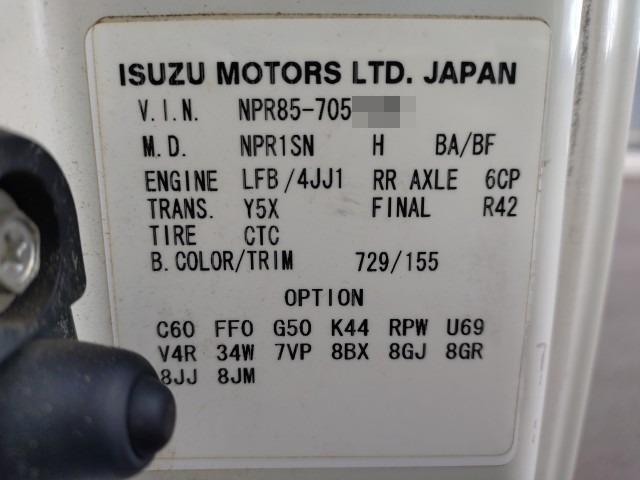 ISUZU MOTORS LTD. JAPAN
V.I.N. NPR85-705
M.D. NPR1SN H BA/BF
ENGINE LFB/4JJ1 RR AXLE 6CP
TRANS. Y5X FINAL R42
TIRE CTC
B.COLOR/TRIM 729/155
OPTION
C60 FF0 G50 K44 RPW U69
V4R 34W 7VP 8BX 8GJ 8GR
8JJ 8JM